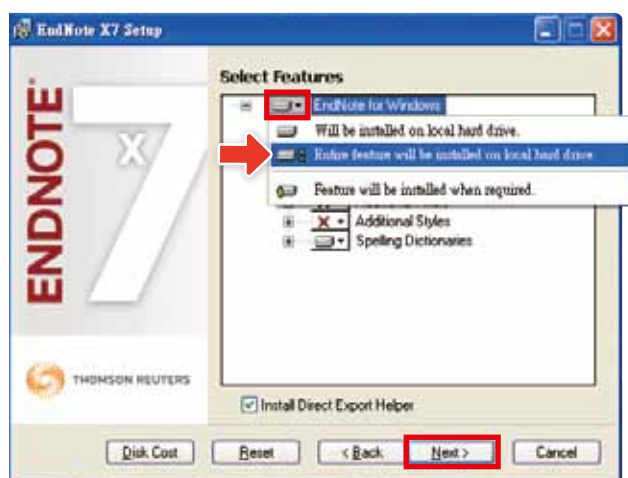 EndNote X7 Setup
ENDNOTE
X
7
Select Features
EndNote for Windows
Will be installed on local hard drive.
Entire feature will be installed on local hard drive.
Feature will be installed when required.
Additional Styles
Spelling Dictionaries
THOMSON REUTERS
Install Direct Export Helper
Disk Cost
Reset
< Back
Next >
Cancel